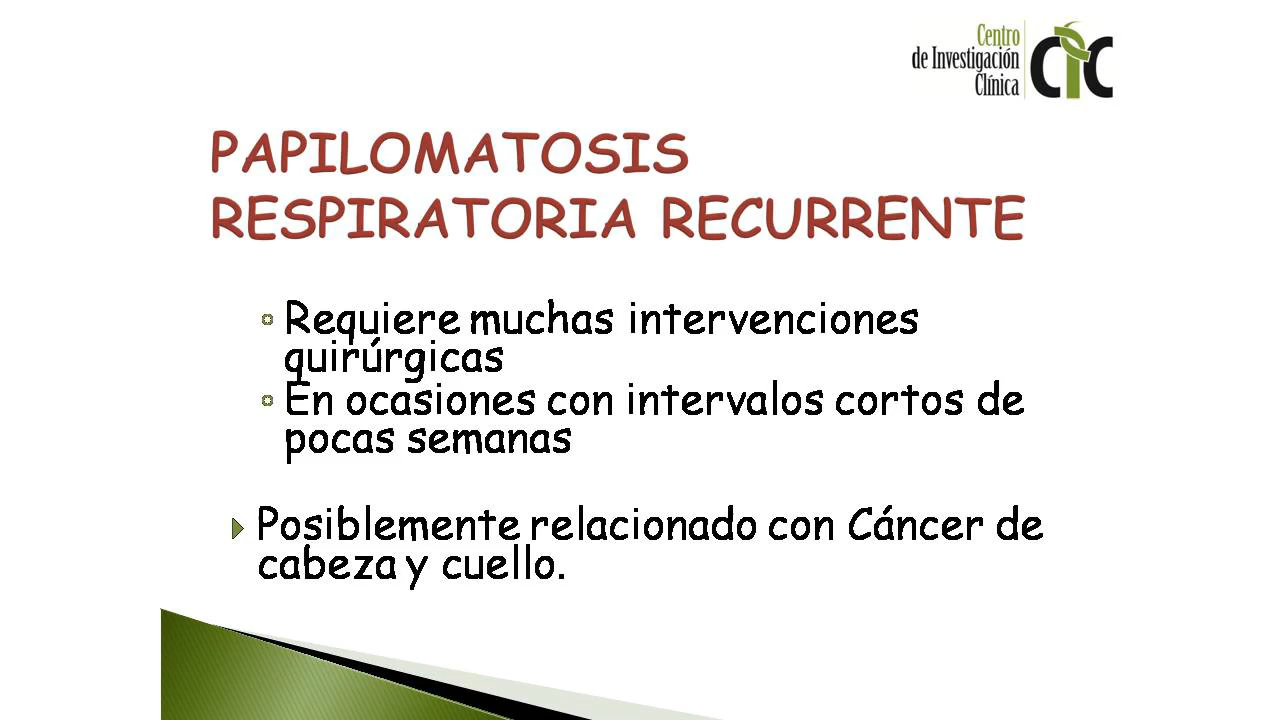 Centro
de Investigación
Clínica
CIC
PAPILOMATOSIS
RESPIRATORIA RECURRENTE
Requiere muchas intervenciones
quirúrgicas
En ocasiones con intervalos cortos de
pocas semanas
Posiblemente relacionado con Cáncer de
cabeza y cuello.